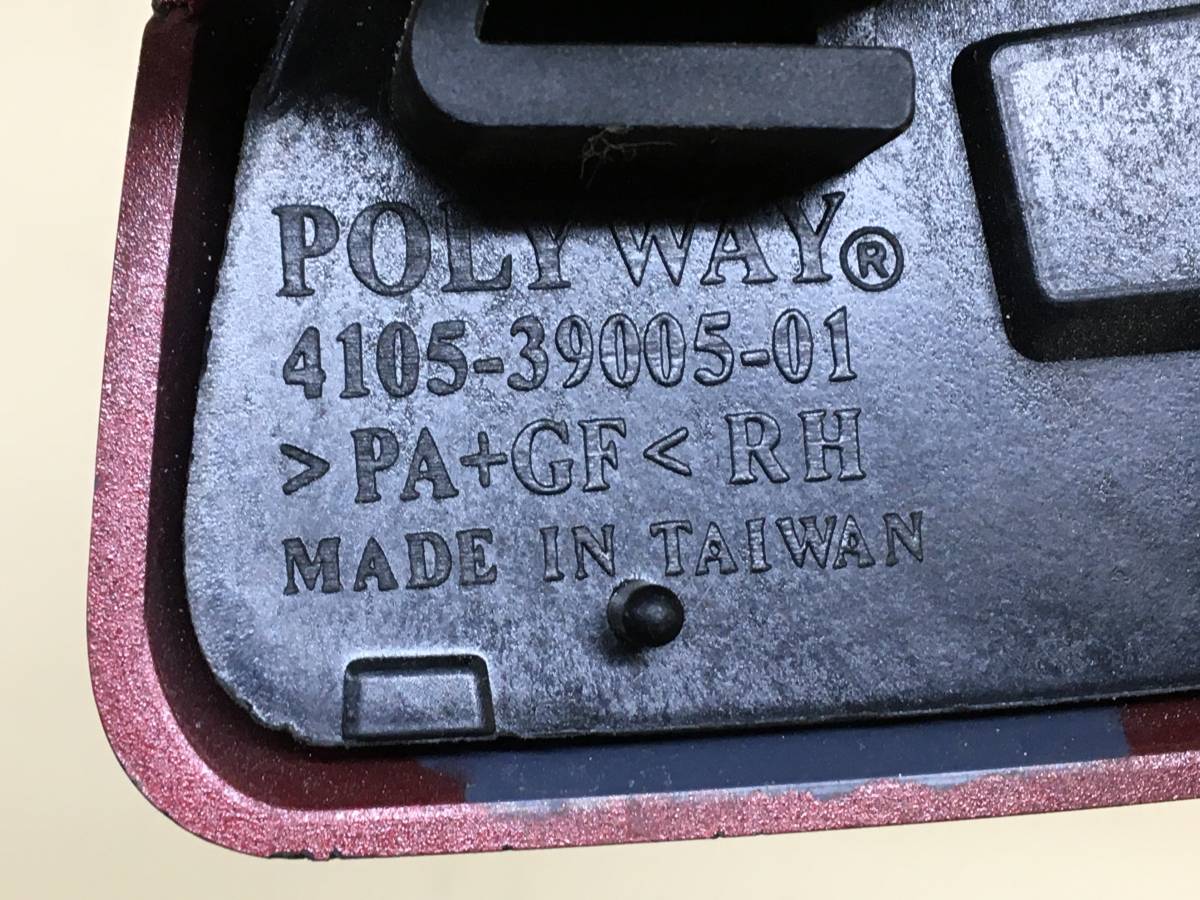 POLYWAY®
4105-39005-01
>PA+GF< RH
MADE IN TAIWAN